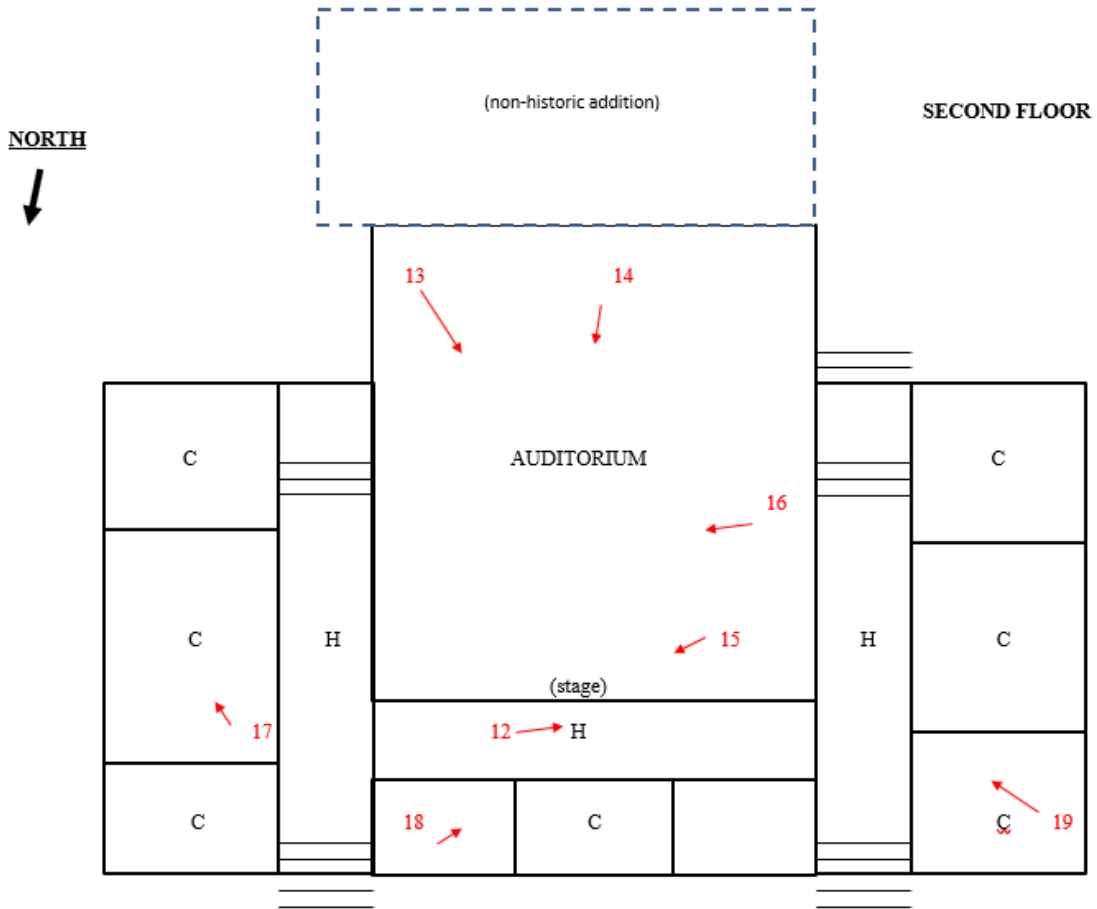 (non-historic addition)
SECOND FLOOR
NORTH
13
14
C
AUDITORIUM
C
16
C
H
15
H
C
(stage)
17
12
H
18
C
C
C
19